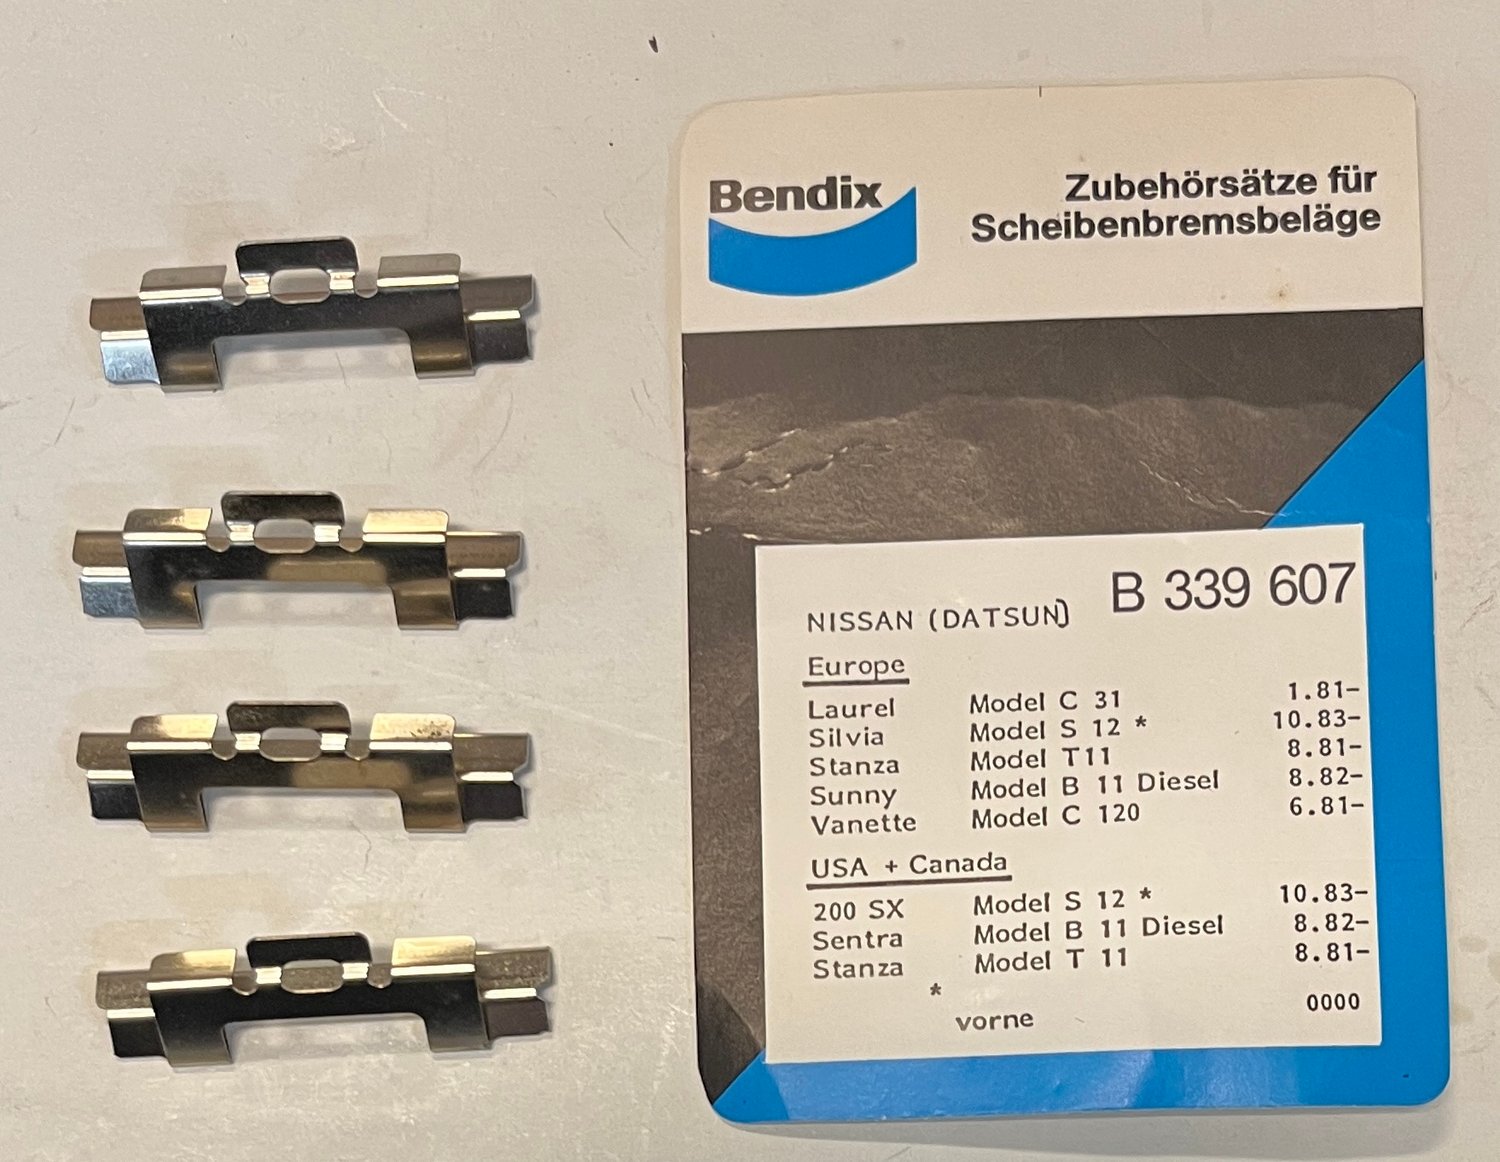 Bendix
Zubehörsätze für
Scheibenbremsbeläge
B 339 607
NISSAN (DATSUN)
Europe
Laurel Model C 31 1.81-
Silvia Model S 12 * 10.83-
Stanza Model T11 8.81-
Sunny Model B 11 Diesel 8.82-
Vanette Model C 120 6.81-
USA + Canada
200 SX Model S 12 * 10.83-
Sentra Model B 11 Diesel 8.82-
Stanza Model T 11 8.81-
*
vorne 0000